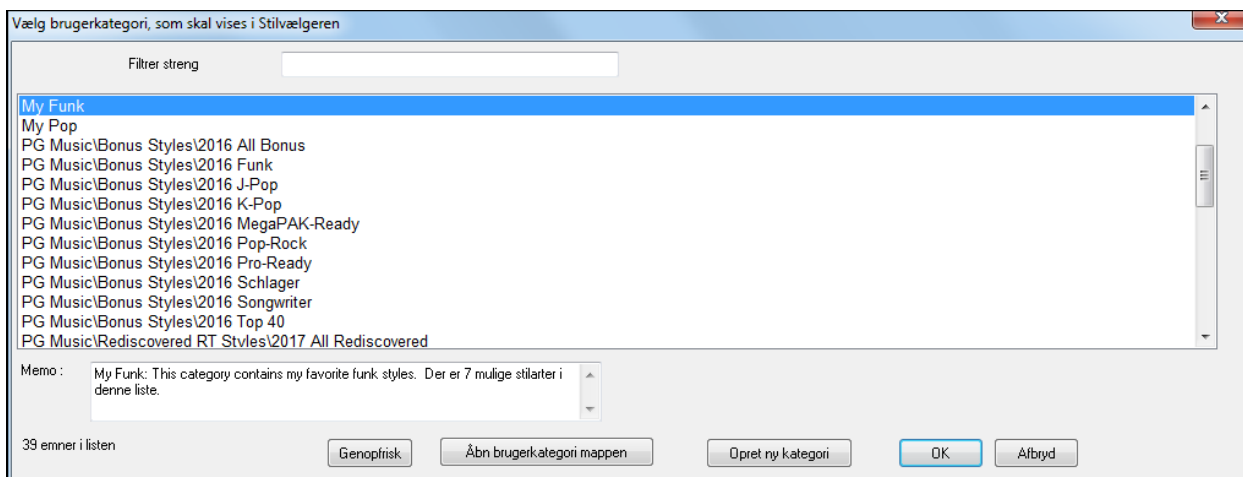 Vælg brugerkategori, som skal vises i Stilvælgeren
Filtrer streng
My Funk
My Pop
PG Music\Bonus Styles\2016 All Bonus
PG Music\Bonus Styles\2016 Funk
PG Music\Bonus Styles\2016 J-Pop
PG Music\Bonus Styles\2016 K-Pop
PG Music\Bonus Styles\2016 MegaPAK-Ready
PG Music\Bonus Styles\2016 Pop-Rock
PG Music\Bonus Styles\2016 Pro-Ready
PG Music\Bonus Styles\2016 Schlager
PG Music\Bonus Styles\2016 Songwriter
PG Music\Bonus Styles\2016 Top 40
PG Music\Rediscovered RT Styles\2017 All Rediscovered
Memo :
My Funk: This category contains my favorite funk styles. Der er 7 mulige stilarter i
denne liste.
39 emner i listen
Genopfrisk
Åbn brugerkategori mappen
Opret ny kategori
OK
Afbryd